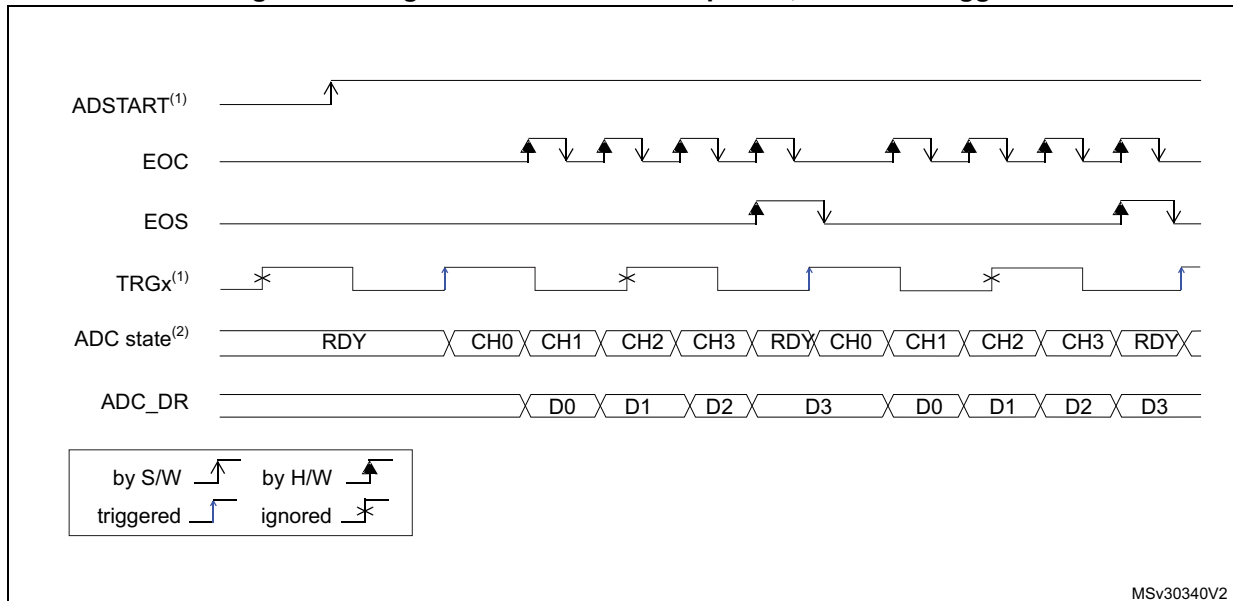 ADSTART(1)
EOC
EOS
TRGx(1)
ADC state(2) RDY CH0 CH1 CH2 CH3 RDY CH0 CH1 CH2 CH3 RDY
ADC_DR D0 D1 D2 D3 D0 D1 D2 D3
by S/W by H/W
triggered ignored
MSv30340V2